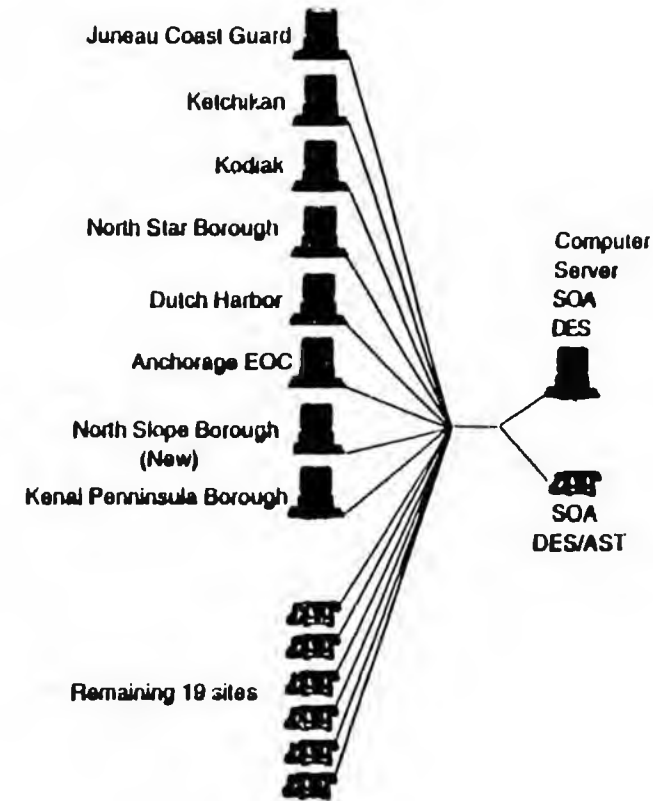 Juneau Coast Guard
Ketchikan
Kodiak
North Star Borough
Dutch Harbor
Anchorage EOC
North Slope Borough
(New)
Kenai Penninsula Borough
Remaining 19 sites
Computer
Server
SOA
DES
SOA
DES/AST